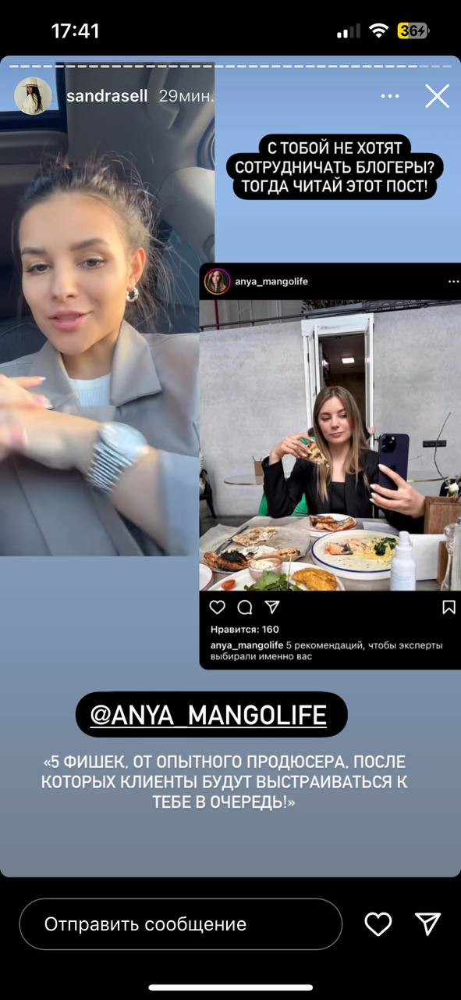 17:41
36
sandrasell 29мин.
С ТОБОЙ НЕ ХОТЯТ
СОТРУДНИЧАТЬ БЛОГЕРЫ?
ТОГДА ЧИТАЙ ЭТОТ ПОСТ!
anya_mangolife
Нравится: 160
anya_mangolife 5 рекомендаций, чтобы эксперты
выбирали именно вас
@ANYA_MANGOLIFE
«5 ФИШЕК, ОТ ОПЫТНОГО ПРОДЮСЕРА, ПОСЛЕ
КОТОРЫХ КЛИЕНТЫ БУДУТ ВЫСТРАИВАТЬСЯ К
ТЕБЕ В ОЧЕРЕДЬ!»
Отправить сообщение